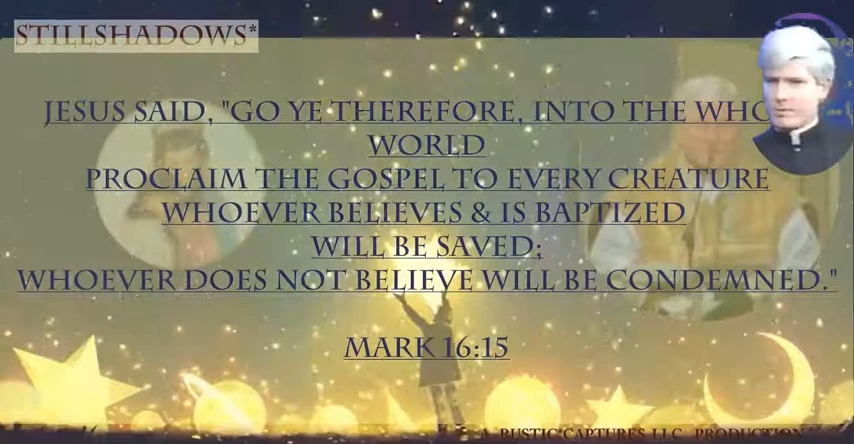 STILLSHADOWS*
JESUS SAID, "GO YE THEREFORE, INTO THE
WORLD
PROCLAIM THE GOSPEL TO EVERY CREATURE
WHOEVER BELIEVES & IS BAPTIZED
WILL BE SAVED;
WHOEVER DOES NOT BELIEVE WILL BE CONDEMNED."
MARK 16:15
A RUSTIC*CAPTURES LLC PRODUCTION